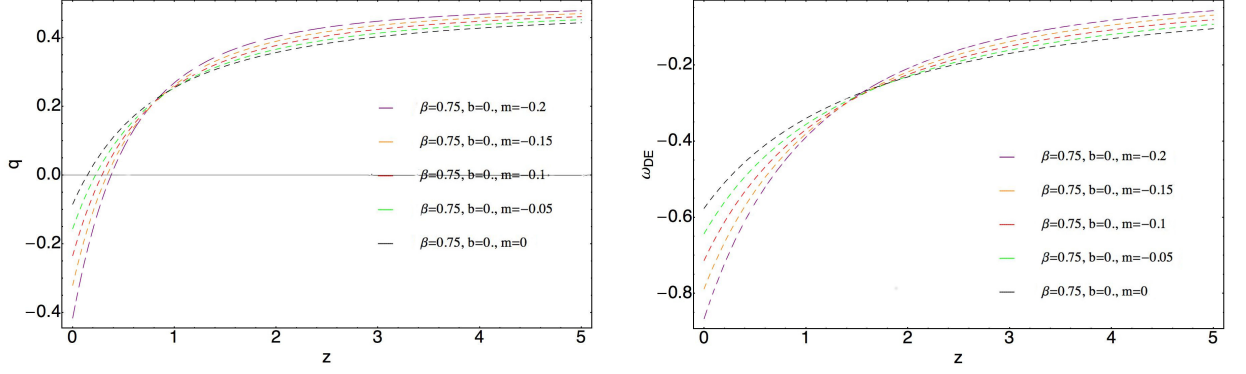 0.4
0.2
0.0
−0.2
−0.4
q
0 1 2 3 4 5
z
β=0.75, b=0., m=−0.2
β=0.75, b=0., m=−0.15
β=0.75, b=0., m=−0.1
β=0.75, b=0., m=−0.05
β=0.75, b=0., m=0
−0.2
−0.4
−0.6
−0.8
ωDE
0 1 2 3 4 5
z
β=0.75, b=0., m=−0.2
β=0.75, b=0., m=−0.15
β=0.75, b=0., m=−0.1
β=0.75, b=0., m=−0.05
β=0.75, b=0., m=0